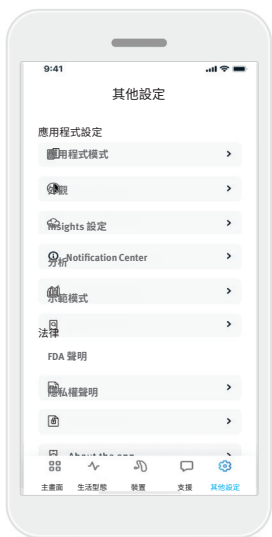 9:41
其他設定
應用程式設定
應用程式模式
外觀
Insights 設定
Notification Center
分析
示範模式
法律
FDA 聲明
隱私權聲明
About the app
主畫面 生活型態 裝置 支援 其他設定